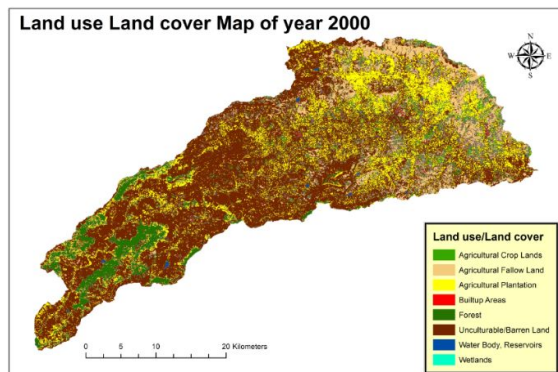 Land use Land cover Map of year 2000
N
W E
S
Land use/Land cover
Agricultural Crop Lands
Agricultural Fallow Land
Agricultural Plantation
Builtup Areas
Forest
Unculturable/Barren Land
Water Body, Reservoirs
Wetlands
0 5 10 20 Kilometers